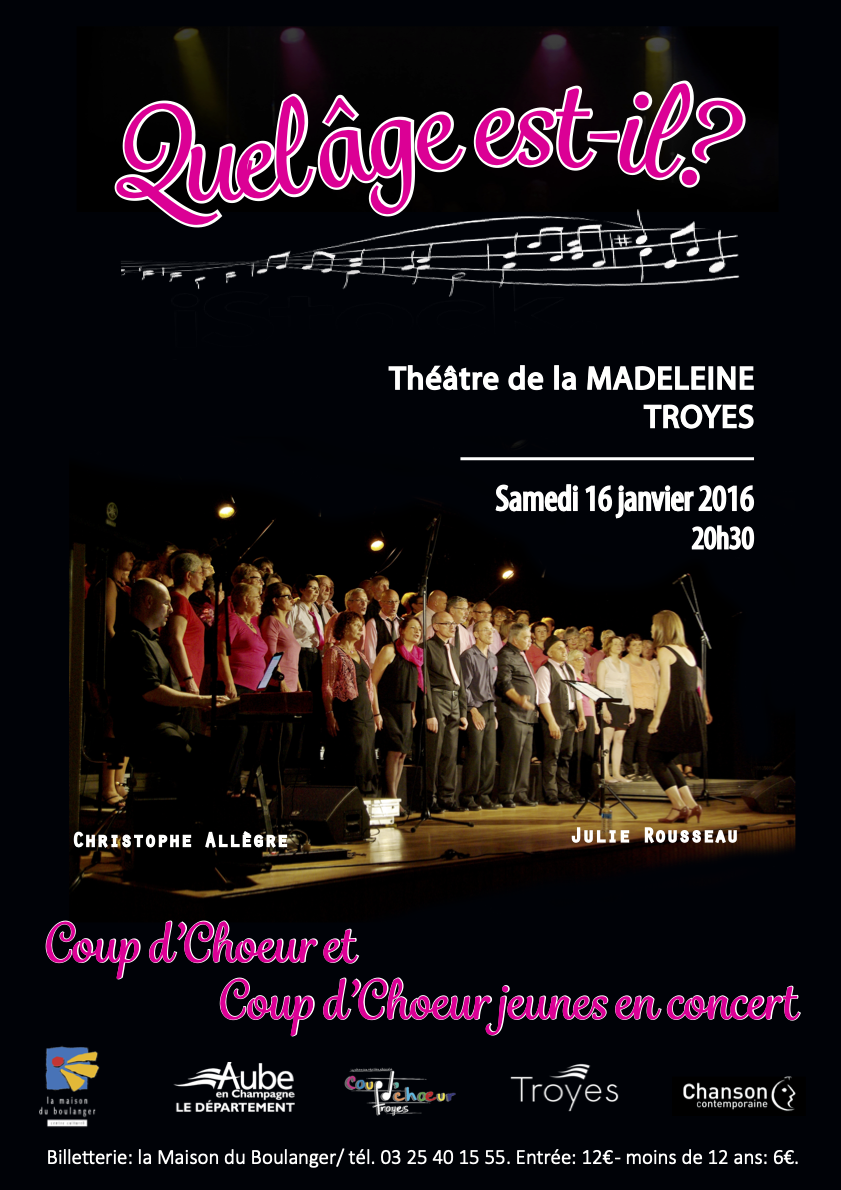 Quel âge est-il?
Théâtre de la MADELEINE
TROYES
Samedi 16 janvier 2016
20h30
Christophe Allègre
Julie Rousseau
Coup d'Choeur et
Coup d'Choeur jeunes en concert
la maison
du boulanger
Aube
en Champagne
LE DÉPARTEMENT
Coup d'chœur
Troyes
Troyes
Chanson
contemporaine
Billetterie: la Maison du Boulanger/ tél. 03 25 40 15 55. Entrée: 12€- moins de 12 ans: 6€.